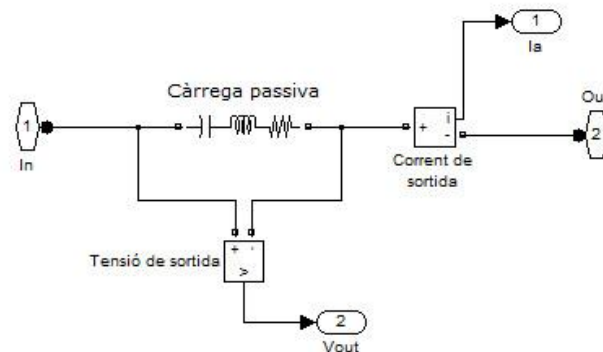 1
Ia
Càrrega passiva
1
In
+
i
-
Ou
2
Corrent de
sortida
Tensió de sortida
+ -
>
2
Vout